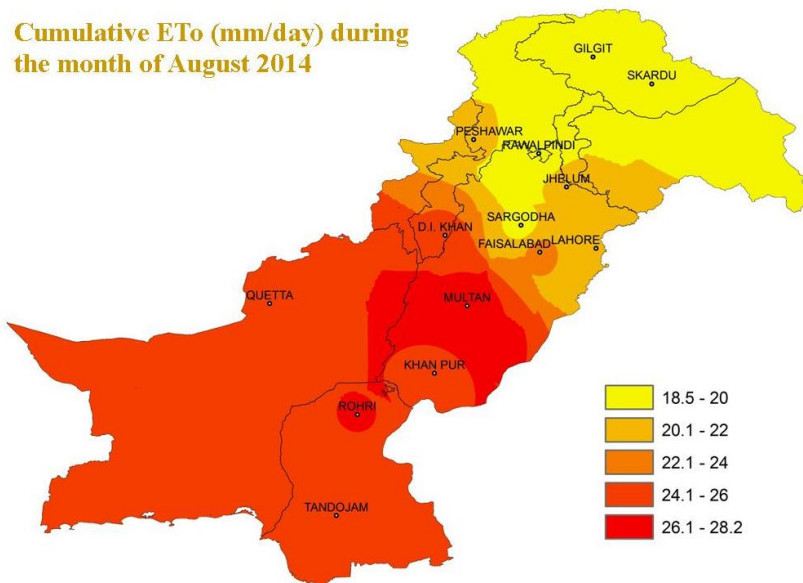 Cumulative ETo (mm/day) during
the month of August 2014
GILGIT
SKARDU
PESHAWAR
RAWALPINDI
JHELUM
SARGODHA
D.I. KHAN
FAISALABAD
LAHORE
QUETTA
MULTAN
KHAN PUR
ROHRI
TANDOJAM
18.5 - 20
20.1 - 22
22.1 - 24
24.1 - 26
26.1 - 28.2